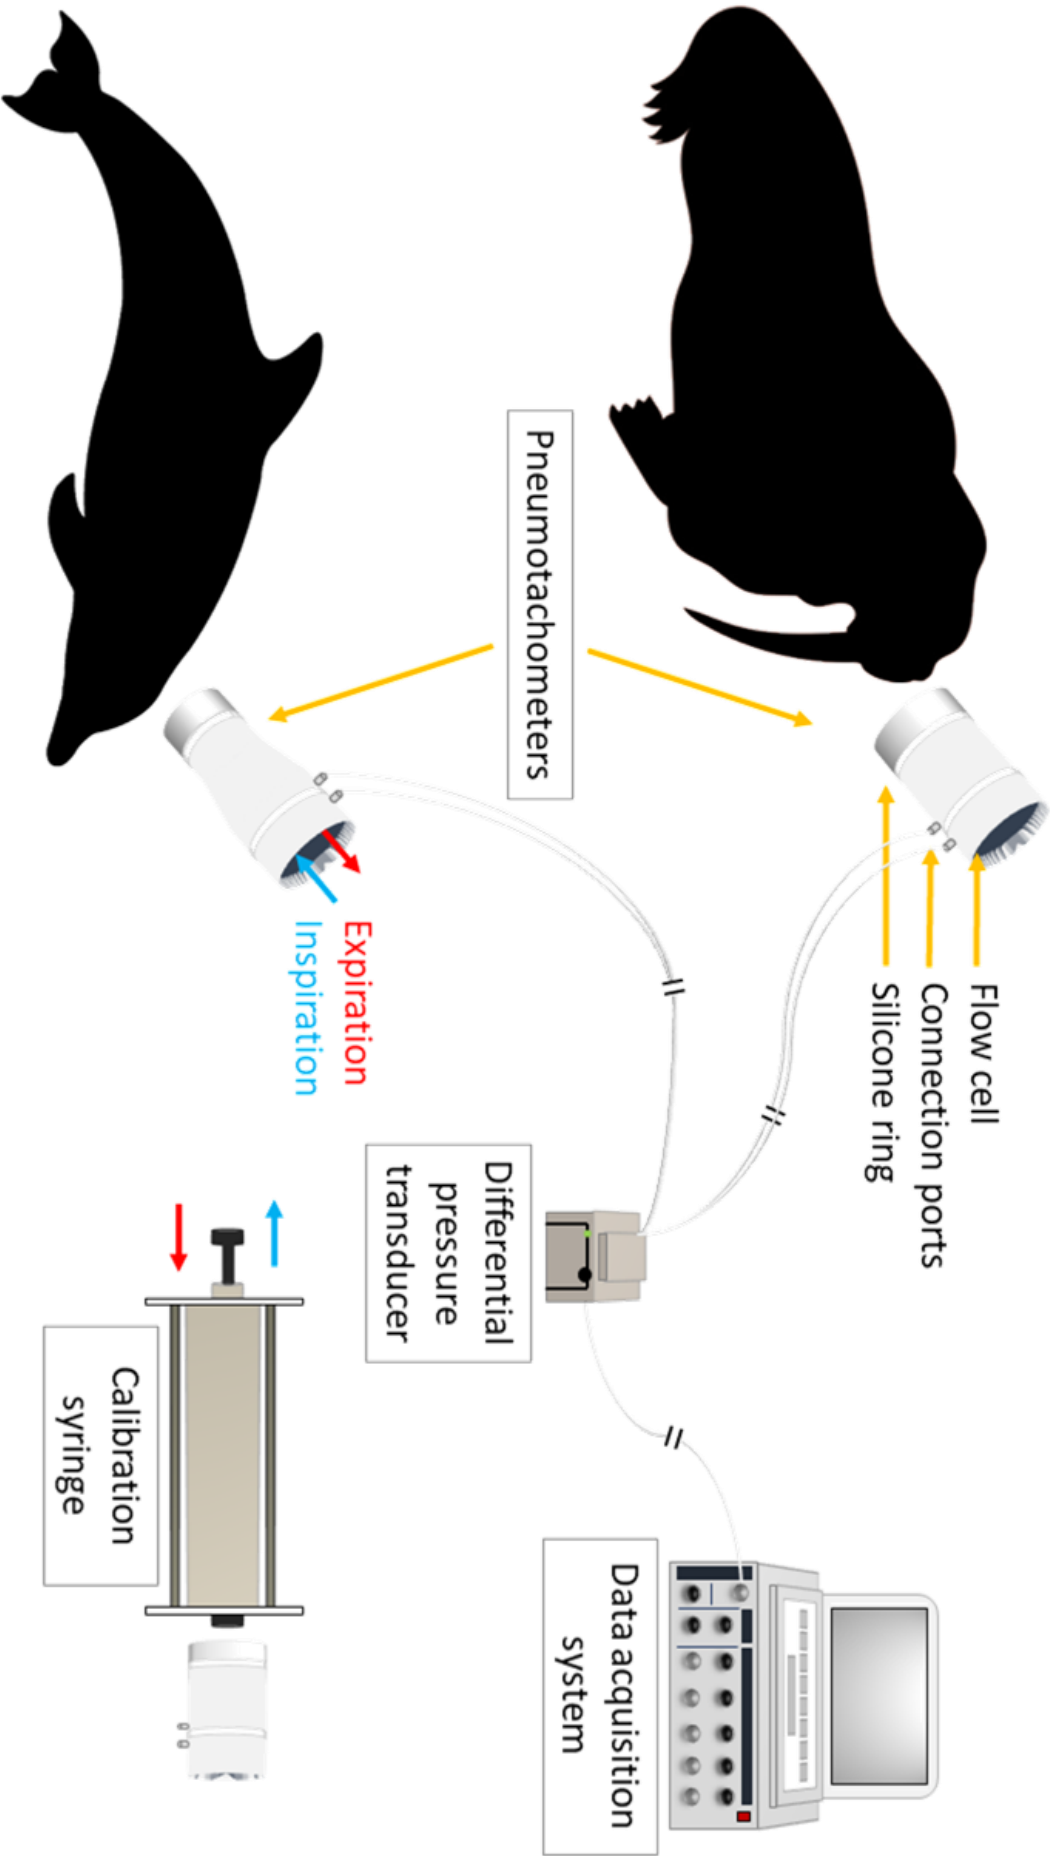 Flow cell
Connection ports
Silicone ring
Pneumotachometers
Data acquisition
system
Differential
pressure
transducer
Expiration
Inspiration
Calibration
syringe